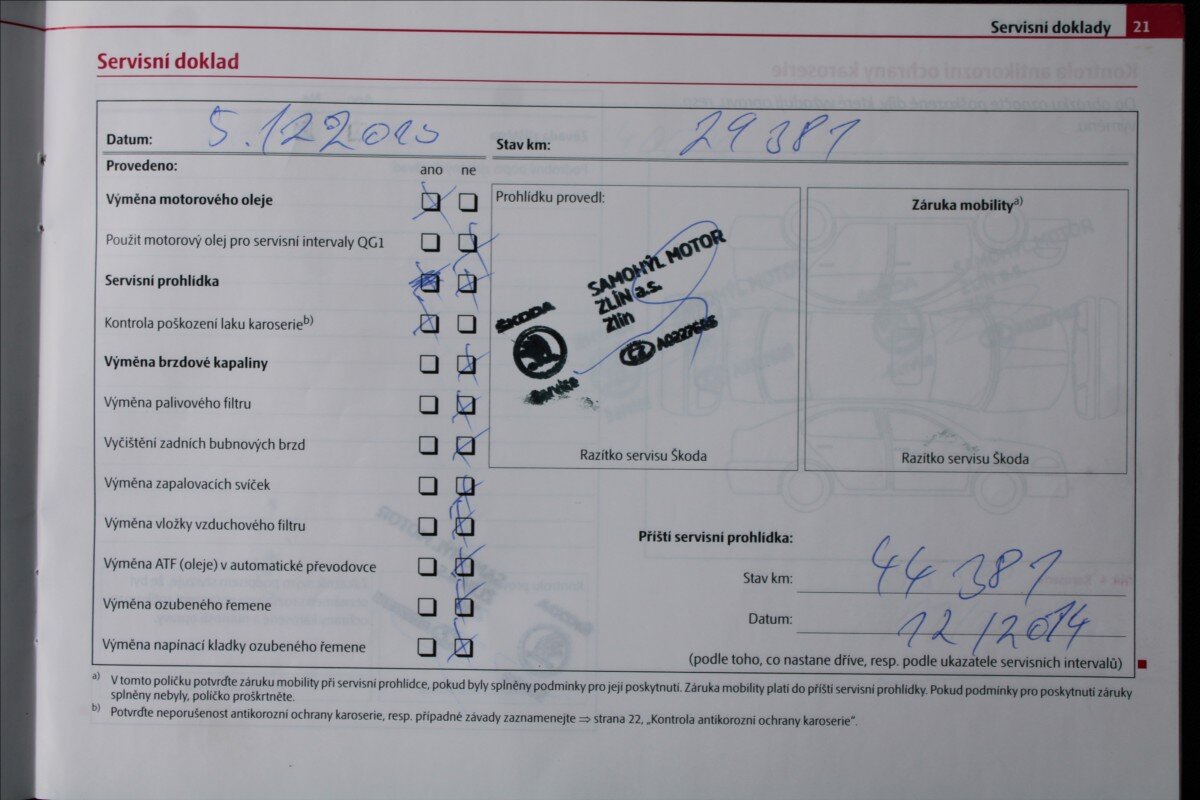 Servisní doklady 21
Servisní doklad
Datum: 5.122013
Stav km: 29 381
Provedeno: ano ne
Výměna motorového oleje
Použit motorový olej pro servisní intervaly QG1
Servisní prohlídka
Kontrola poškození laku karoserie b)
Výměna brzdové kapaliny
Výměna palivového filtru
Vyčištění zadních bubnových brzd
Výměna zapalovacích svíček
Výměna vložky vzduchového filtru
Výměna ATF (oleje) v automatické převodovce
Výměna ozubeného řemene
Výměna napínací kladky ozubeného řemene
Prohlídku provedl:
SAMOHÝL MOTOR
ZLÍN a.s.
Zlín
ŠKODA
CZ
Service
Razítko servisu Škoda
Záruka mobility a)
Razítko servisu Škoda
Příští servisní prohlídka:
Stav km: 44 381
Datum: 12/2014
(podle toho, co nastane dříve, resp. podle ukazatele servisních intervalů)
a) V tomto políčku potvrďte záruku mobility při servisní prohlídce, pokud byly splněny podmínky pro její poskytnutí. Záruka mobility platí do příští servisní prohlídky. Pokud podmínky pro poskytnutí záruky
splněny nebyly, políčko proškrtněte.
b) Potvrďte neporušenost antikorozní ochrany karoserie, resp. případné závady zaznamenejte ⇒ strana 22, „Kontrola antikorozní ochrany karoserie“.